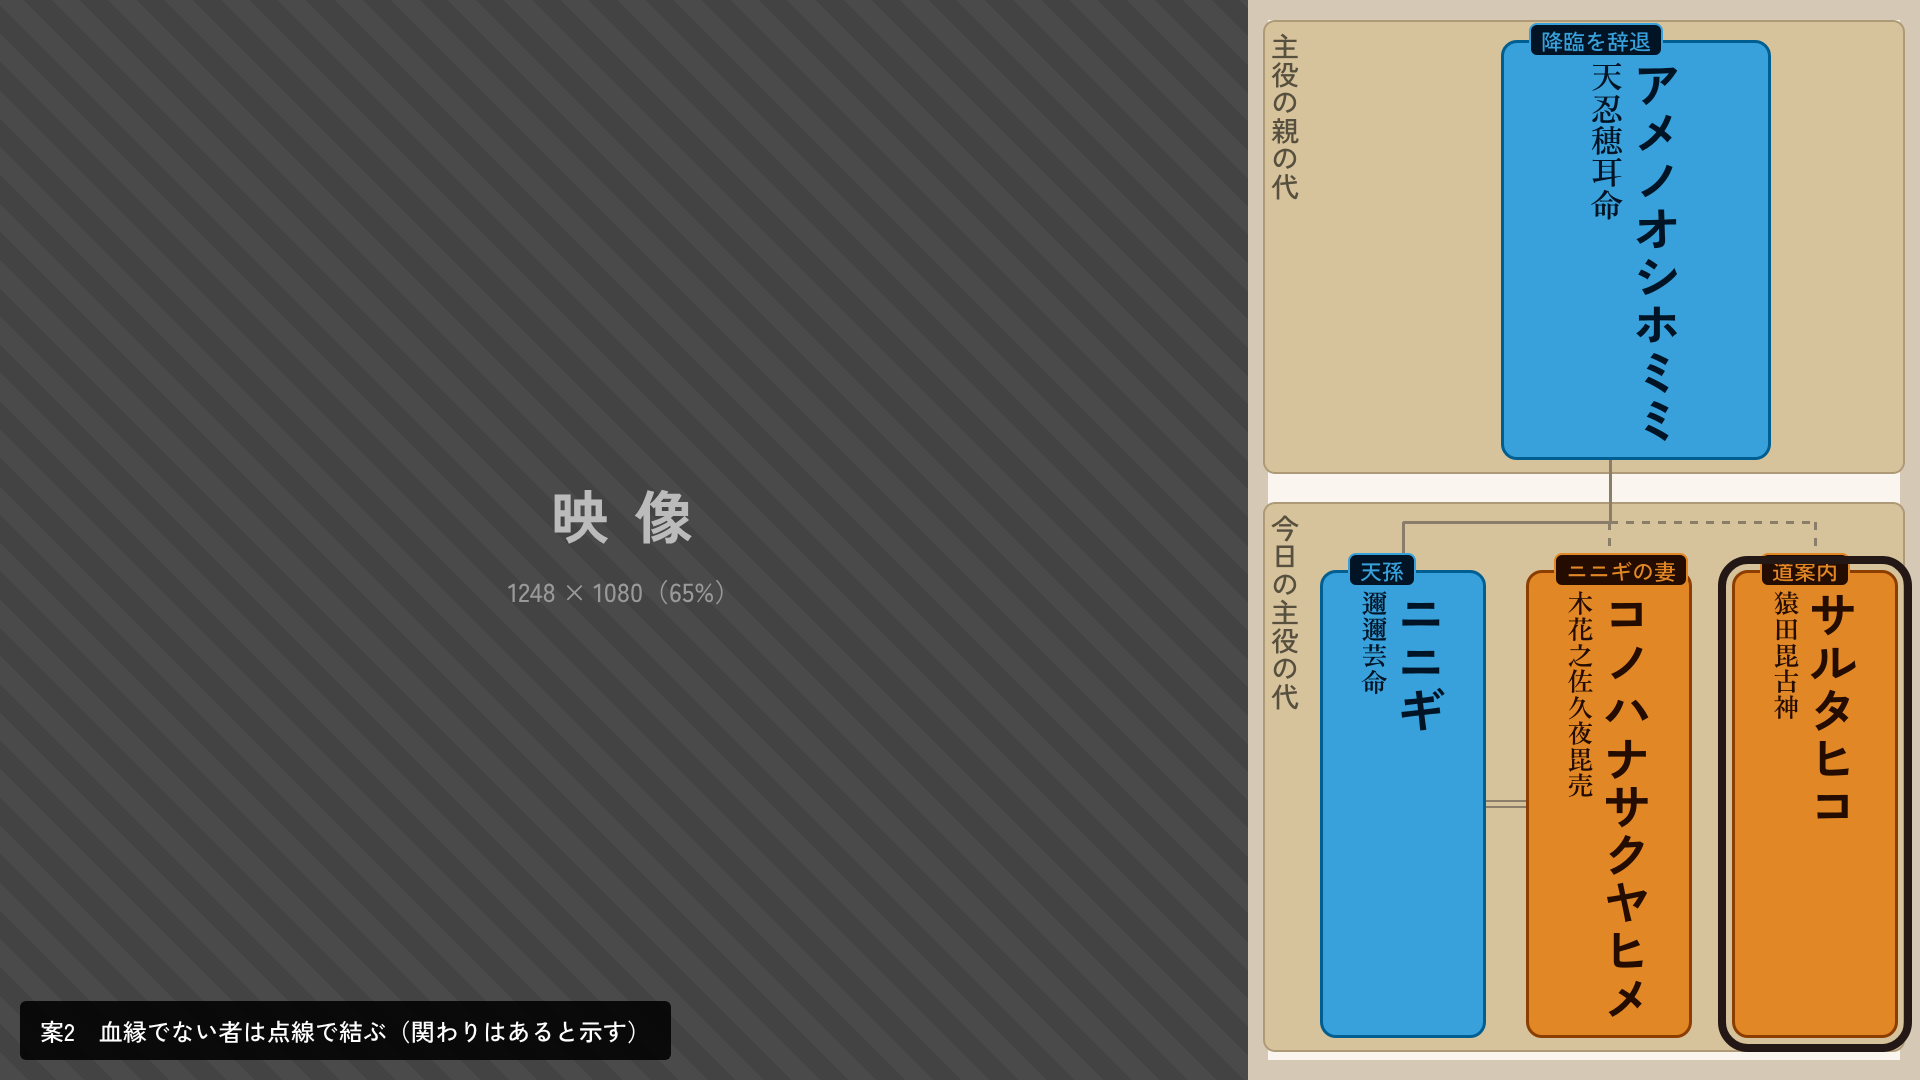 映 像
1248 × 1080（65%）
案2　血縁でない者は点線で結ぶ（関わりはあると示す）
主役の親の代
降臨を辞退
アメノオシホミミ
天忍穂耳命
今日の主役の代
天孫
ニニギ
邇邇芸命
ニニギの妻
コノハナサクヤヒメ
木花之佐久夜毘売
道案内
サルタヒコ
猿田毘古神